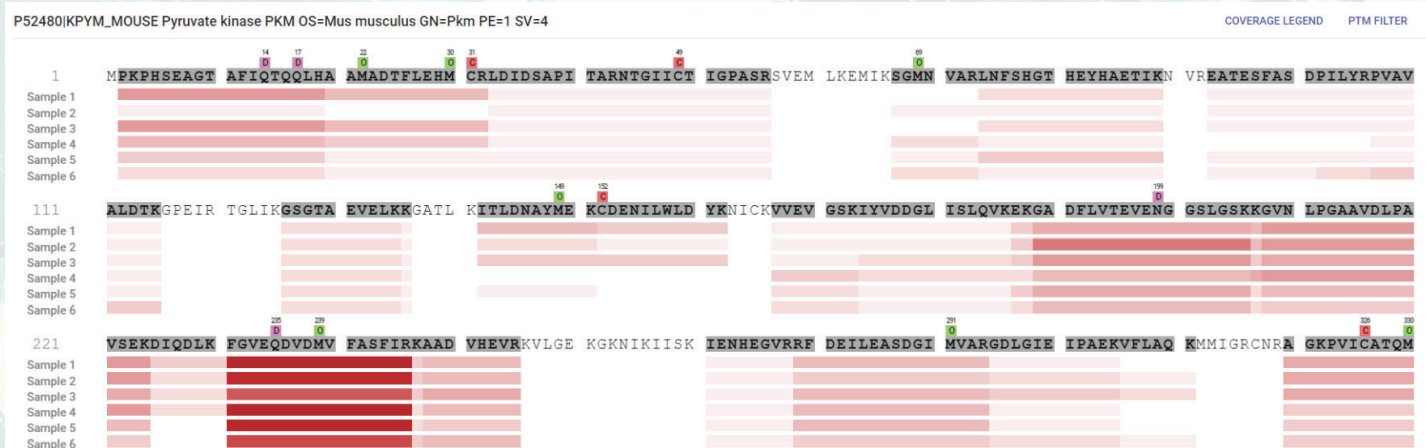 P52480|KPYM_MOUSE Pyruvate kinase PKM OS=Mus musculus GN=Pkm PE=1 SV=4 COVERAGE LEGEND PTM FILTER
14 17 22 30 31 49 69
D D O O C C O
1 MPKPHSEAGT AFIQTQQLHA AMADTFLEHM CRLDIDSAPI TARNTGIICT IGPASRSVEM LKEMIKSGMN VARLNFSHGT HEYHAETIKN VREATESFAS DPILYRPVAV
Sample 1
Sample 2
Sample 3
Sample 4
Sample 5
Sample 6
149 152 199
O C D
111 ALDTKGPEIR TGLIKGSGTA EVELKKGATL KITLDNAYME KCDENILWLD YKNICKVVEV GSKIYVDDGL ISLQVKEKGA DFLVTEVENG GSLGSKKGVN LPGAAVDLPA
Sample 1
Sample 2
Sample 3
Sample 4
Sample 5
Sample 6
235 239 291 326 330
D O O C O
221 VSEKDIQDLK FGVEQDVDMV FASFIRKAAD VHEVRKVLGE KGKNIKIISK IENHEGVRRF DEILEASDGI MVARGDLGIE IPAEKVFLAQ KMMIGRCNRA GKPVICATQM
Sample 1
Sample 2
Sample 3
Sample 4
Sample 5
Sample 6